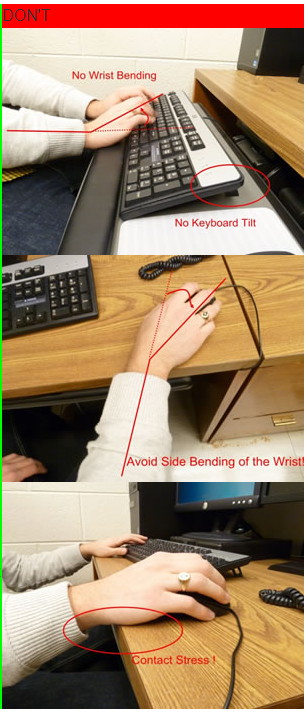 DON'T
No Wrist Bending
No Keyboard Tilt
Avoid Side Bending of the Wrist!
Contact Stress !